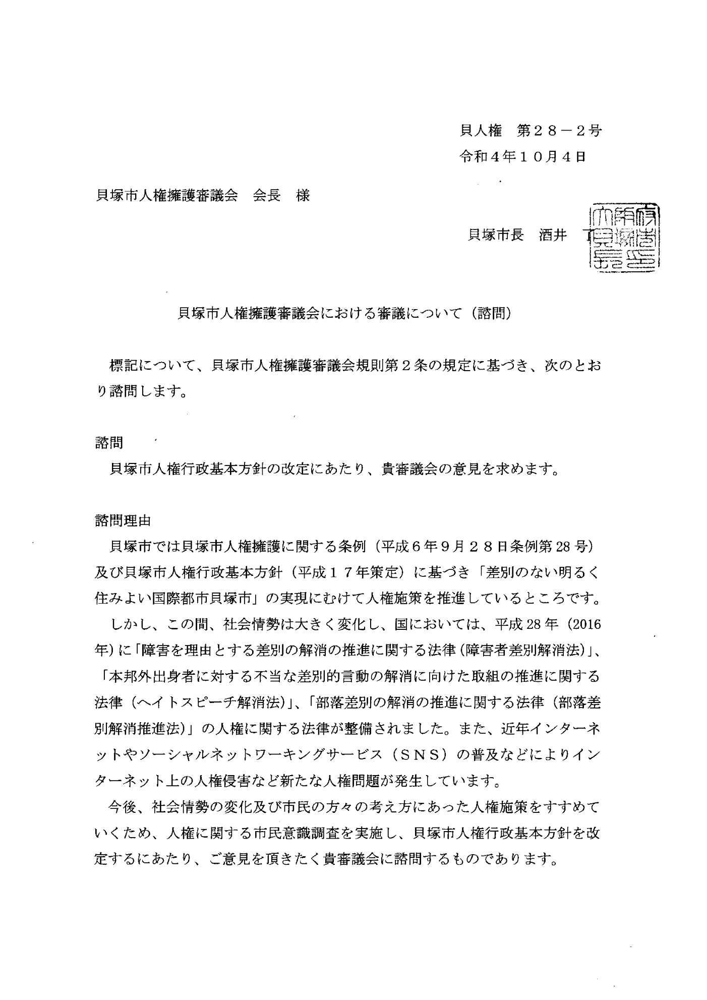 貝人権　第２８－２号
令和４年１０月４日
貝塚市人権擁護審議会　会長　様
貝塚市長　酒井　了
貝塚市人権擁護審議会における審議について（諮問）
標記について、貝塚市人権擁護審議会規則第２条の規定に基づき、次のとお
り諮問します。
諮問
貝塚市人権行政基本方針の改定にあたり、貴審議会の意見を求めます。
諮問理由
貝塚市では貝塚市人権擁護に関する条例（平成６年９月２８日条例第28号）
及び貝塚市人権行政基本方針（平成１７年策定）に基づき「差別のない明るく
住みよい国際都市貝塚市」の実現にむけて人権施策を推進しているところです。
しかし、この間、社会情勢は大きく変化し、国においては、平成28年（2016
年）に「障害を理由とする差別の解消の推進に関する法律（障害者差別解消法）」、
「本邦外出身者に対する不当な差別的言動の解消に向けた取組の推進に関する
法律（ヘイトスピーチ解消法）」、「部落差別の解消の推進に関する法律（部落差
別解消推進法）」の人権に関する法律が整備されました。また、近年インターネ
ットやソーシャルネットワーキングサービス（ＳＮＳ）の普及などによりイン
ターネット上の人権侵害など新たな人権問題が発生しています。
今後、社会情勢の変化及び市民の方々の考え方にあった人権施策をすすめて
いくため、人権に関する市民意識調査を実施し、貝塚市人権行政基本方針を改
定するにあたり、ご意見を頂きたく貴審議会に諮問するものであります。